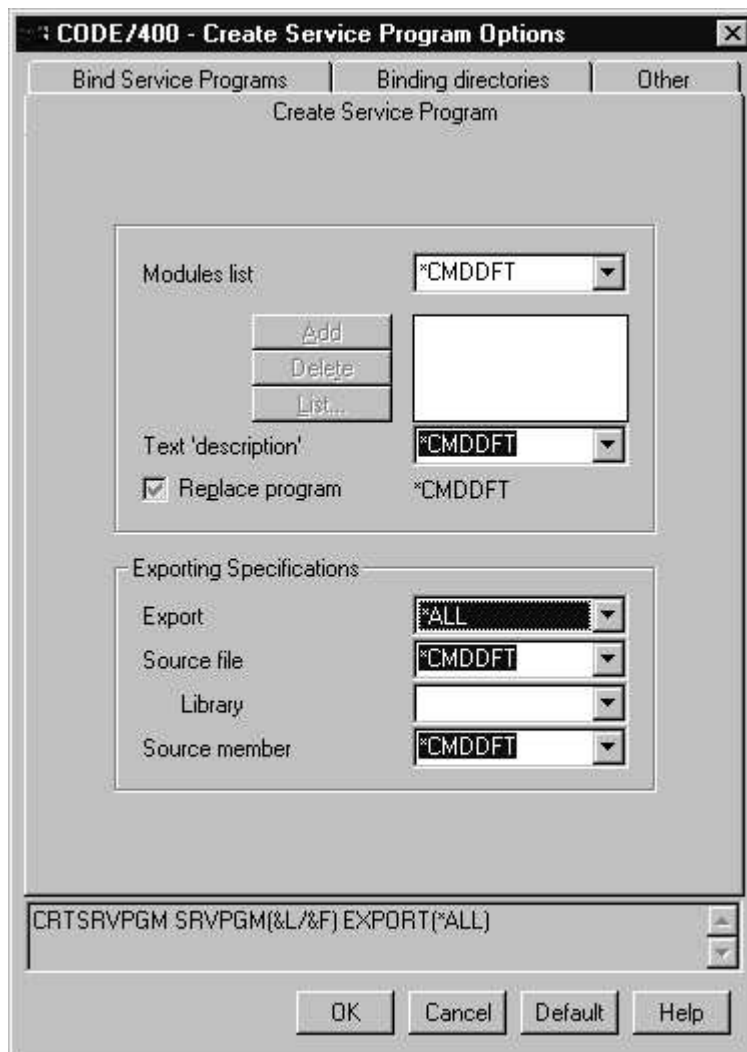 CODE/400 - Create Service Program Options
Bind Service Programs Binding directories Other
Create Service Program
Modules list *CMDDFT
Add
Delete
List...
Text 'description' *CMDDFT
Replace program *CMDDFT
Exporting Specifications
Export *ALL
Source file *CMDDFT
Library
Source member *CMDDFT
CRTSRVPGM SRVPGM(&L/&F) EXPORT(*ALL)
OK Cancel Default Help